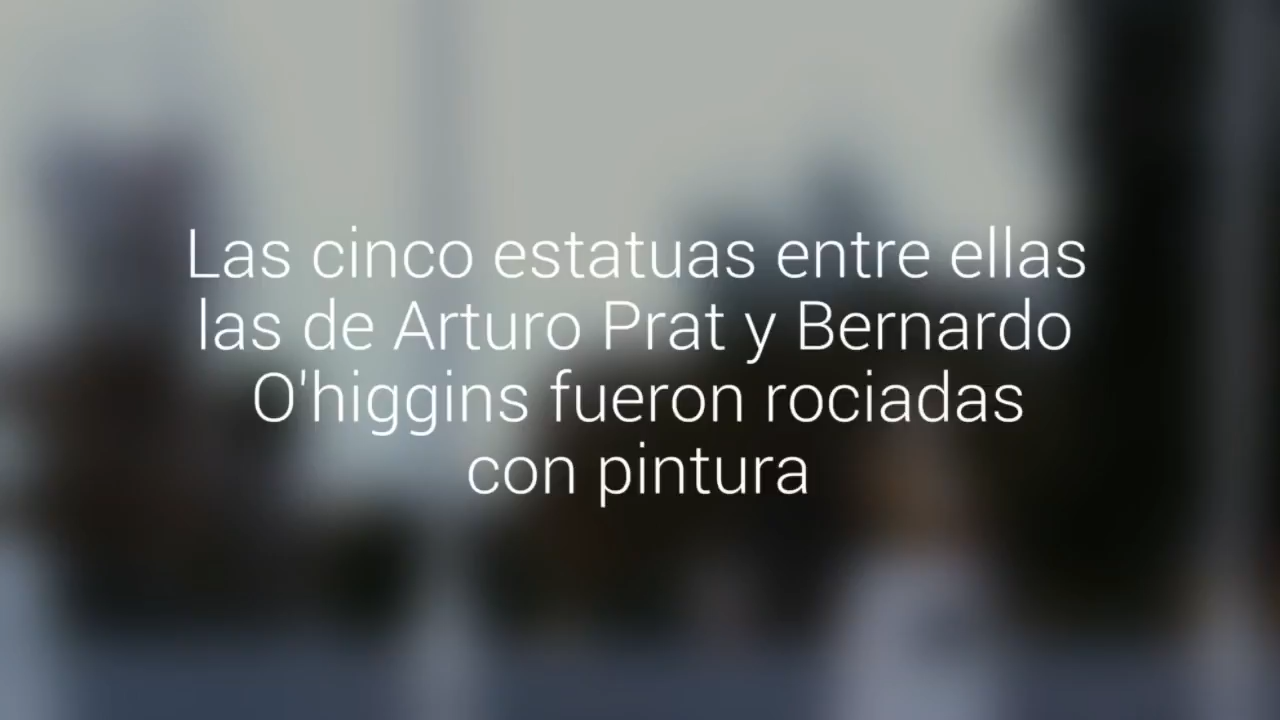 Las cinco estatuas entre ellas
las de Arturo Prat y Bernardo
O'higgins fueron rociadas
con pintura